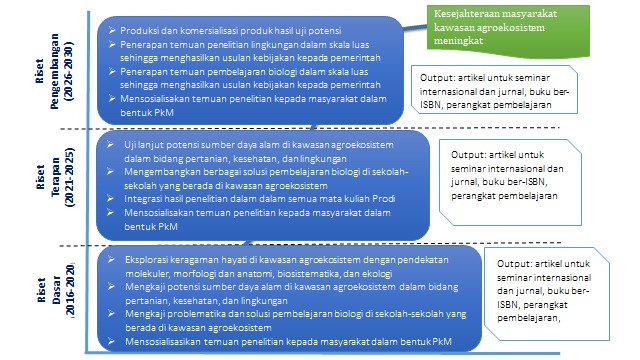 Kesejahteraan masyarakat
kawasan agroekosistem
meningkat
Riset
Pengembangan
(2026-2030)
➢ Produksi dan komersialisasi produk hasil uji potensi
➢ Penerapan temuan penelitian lingkungan dalam skala luas
sehingga menghasilkan usulan kebijakan kepada pemerintah
➢ Penerapan temuan pembelajaran biologi dalam skala luas
sehingga menghasilkan usulan kebijakan kepada pemerintah
➢ Mensosialisakan temuan penelitian kepada masyarakat dalam
bentuk PkM
Output: artikel untuk seminar
internasional dan jurnal, buku ber-
ISBN, perangkat pembelajaran
Riset
Terapan
(2021-2025)
➢ Uji lanjut potensi sumber daya alam di kawasan agroekosistem
dalam bidang pertanian, kesehatan, dan lingkungan
➢ Mengembangkan berbagai solusi pembelajaran biologi di sekolah-
sekolah yang berada di kawasan agroekosistem
➢ Integrasi hasil penelitian dalam dalam semua mata kuliah Prodi
➢ Mensosialisakan temuan penelitian kepada masyarakat dalam
bentuk PkM
Output: artikel untuk
seminar internasional dan
jurnal, buku ber-ISBN,
perangkat pembelajaran
Riset
Dasar
2016-2020
➢ Eksplorasi keragaman hayati di kawasan agroekosistem dengan pendekatan
molekuler, morfologi dan anatomi, biosistematika, dan ekologi
➢ Mengkaji potensi sumber daya alam di kawasan agroekosistem dalam bidang
pertanian, kesehatan, dan lingkungan
➢ Mengkaji problematika dan solusi pembelajaran biologi di sekolah-sekolah yang
berada di kawasan agroekosistem
➢ Mensosialisasikan temuan penelitian kepada masyarakat dalam bentuk PkM
Output: artikel untuk
seminar internasional
dan jurnal, buku ber-
ISBN, perangkat
pembelajaran,